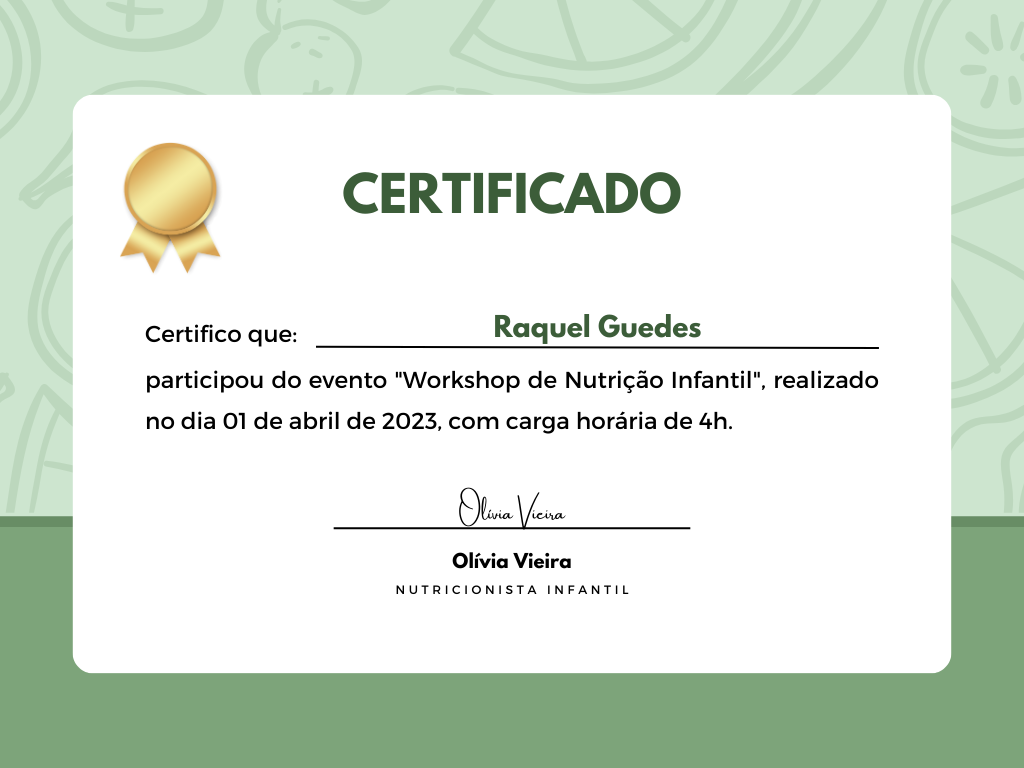 CERTIFICADO
Certifico que: Raquel Guedes
participou do evento "Workshop de Nutrição Infantil", realizado
no dia 01 de abril de 2023, com carga horária de 4h.
Olívia Vieira
Olívia Vieira
NUTRICIONISTA INFANTIL